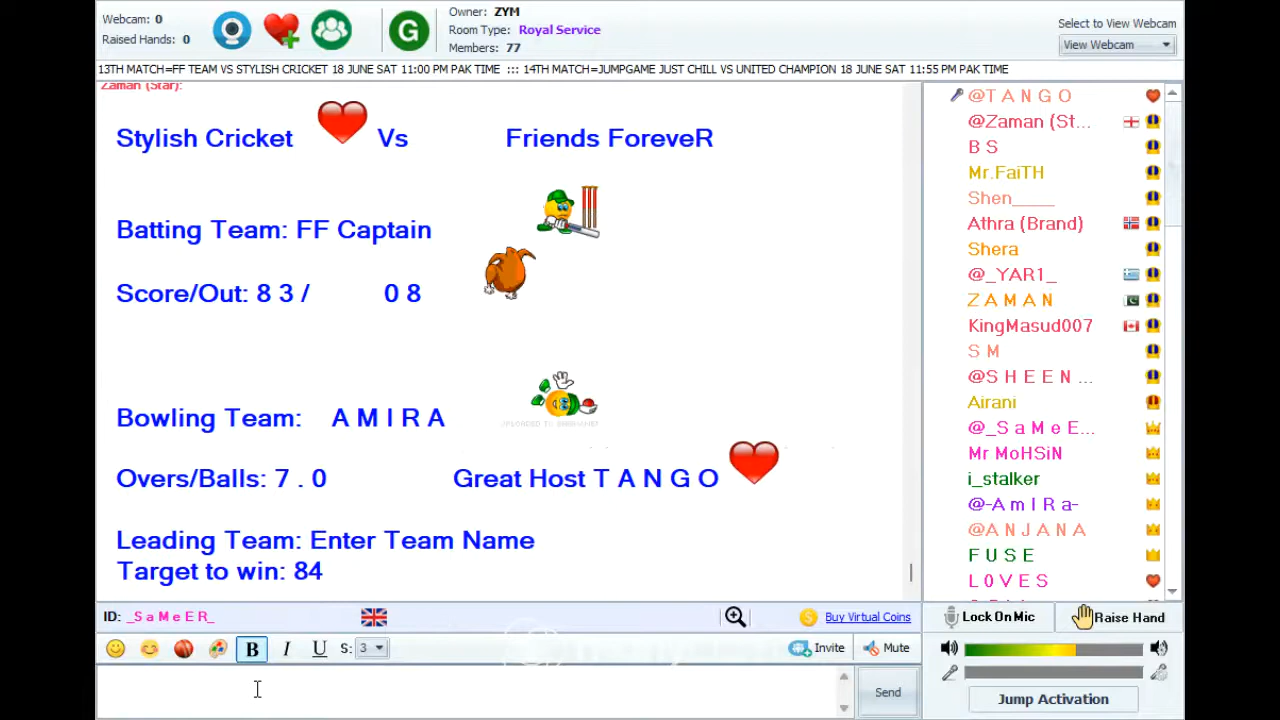 Webcam: 0
Raised Hands: 0
G
Owner: ZYM
Room Type: Royal Service
Members: 77
Select to View Webcam
View Webcam
13TH MATCH=FF TEAM VS STYLISH CRICKET 18 JUNE SAT 11:00 PM PAK TIME ::: 14TH MATCH=JUMPGAME JUST CHILL VS UNITED CHAMPION 18 JUNE SAT 11:55 PM PAK TIME
Zaman (Star):
Stylish Cricket Vs Friends ForeveR
Batting Team: FF Captain
Score/Out: 8 3 / 0 8
Bowling Team: A M I R A
Overs/Balls: 7 . 0 Great Host T A N G O
Leading Team: Enter Team Name
Target to win: 84
@T A N G O
@Zaman (St...
B S
Mr.FaiTH
Shen____
Athra (Brand)
Shera
@_YAR1_
Z A M A N
KingMasud007
S M
@S H E E N ...
Airani
@_S a M e E...
Mr MoHSiN
i_stalker
@-A m I R a-
@A N J A N A
F U S E
L 0 V E S
ID: _S a M e E R_
Buy Virtual Coins
Lock On Mic
Raise Hand
B I U S: 3
Invite
Mute
Send
Jump Activation